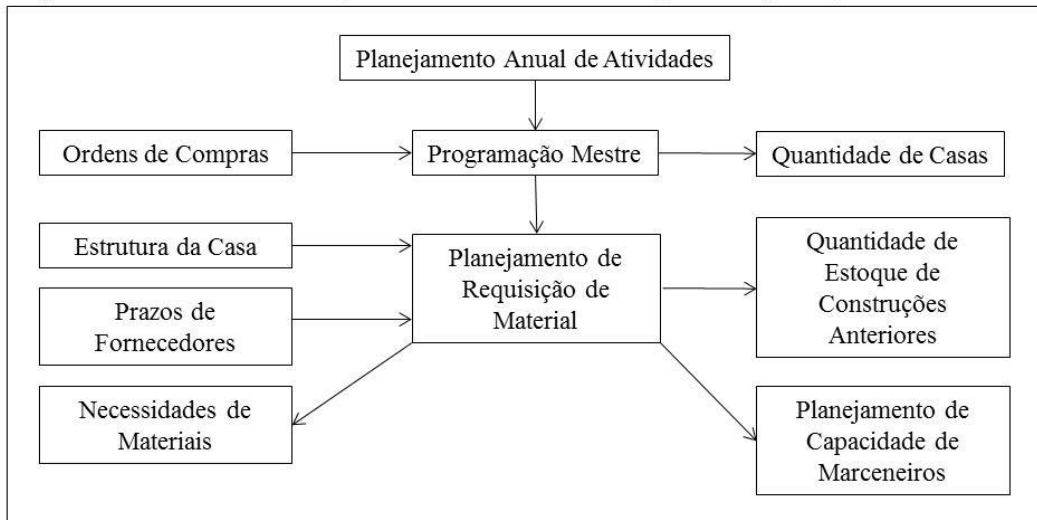 Planejamento Anual de Atividades
Ordens de Compras
Programação Mestre
Quantidade de Casas
Estrutura da Casa
Prazos de
Fornecedores
Necessidades de
Materiais
Planejamento de
Requisição de
Material
Quantidade de
Estoque de
Construções
Anteriores
Planejamento de
Capacidade de
Marceneiros